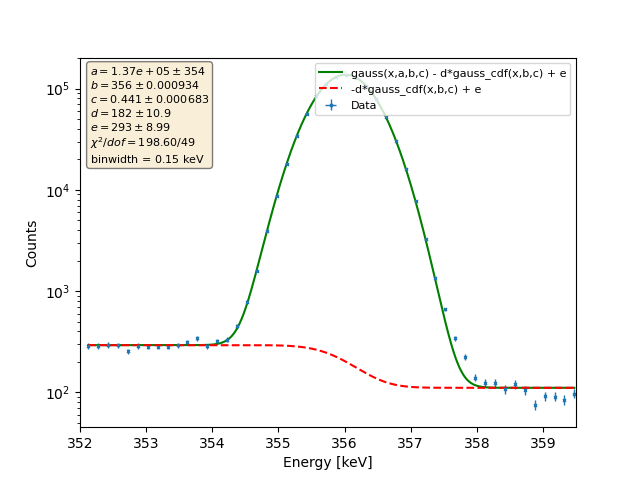 a = 1.37e + 05 ± 354
b = 356 ± 0.000934
c = 0.441 ± 0.000683
d = 182 ± 10.9
e = 293 ± 8.99
χ²/dof = 198.60/49
binwidth = 0.15 keV
gauss(x,a,b,c) - d*gauss_cdf(x,b,c) + e
-d*gauss_cdf(x,b,c) + e
Data
10⁵
10⁴
10³
10²
Counts
352 353 354 355 356 357 358 359
Energy [keV]